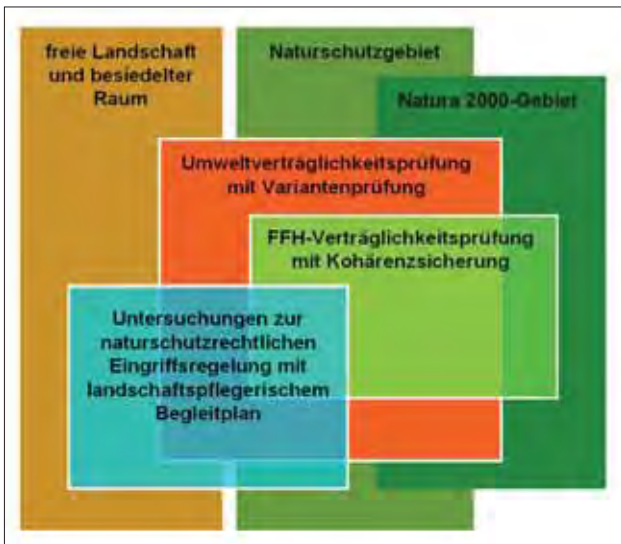 freie Landschaft
und besiedelter
Raum
Naturschutzgebiet
Natura 2000-Gebiet
Umweltverträglichkeitsprüfung
mit Variantenprüfung
FFH-Verträglichkeitsprüfung
mit Kohärenzsicherung
Untersuchungen zur
naturschutzrechtlichen
Eingriffsregelung mit
landschaftspflegerischem
Begleitplan